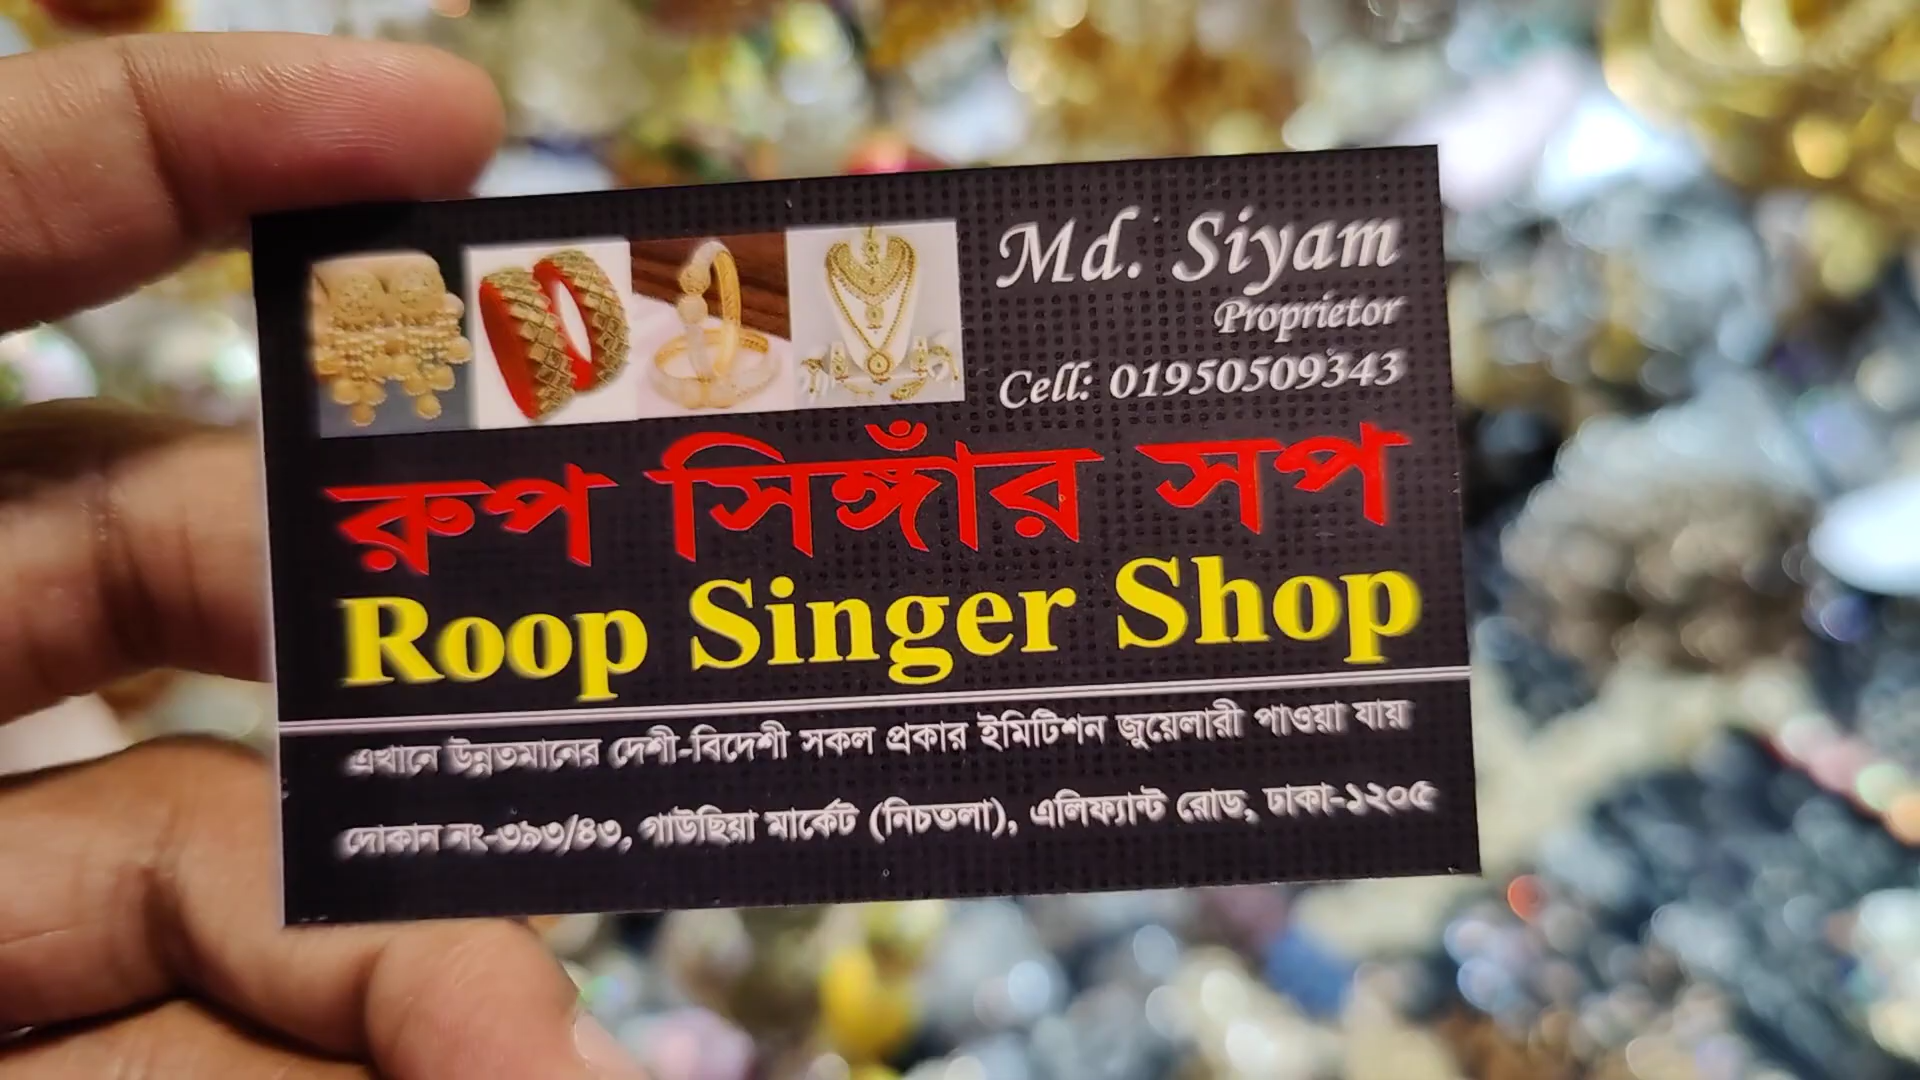 Md. Siyam
Proprietor
Cell: 01950509343
রুপ সিঙ্গাঁর সপ
Roop Singer Shop
এখানে উন্নতমানের দেশী-বিদেশী সকল প্রকার ইমিটিশন জুয়েলারী পাওয়া যায়
দোকান নং-৩৯৩/৪৩, গাউছিয়া মার্কেট (নিচতলা), এলিফ্যান্ট রোড, ঢাকা-১২০৫